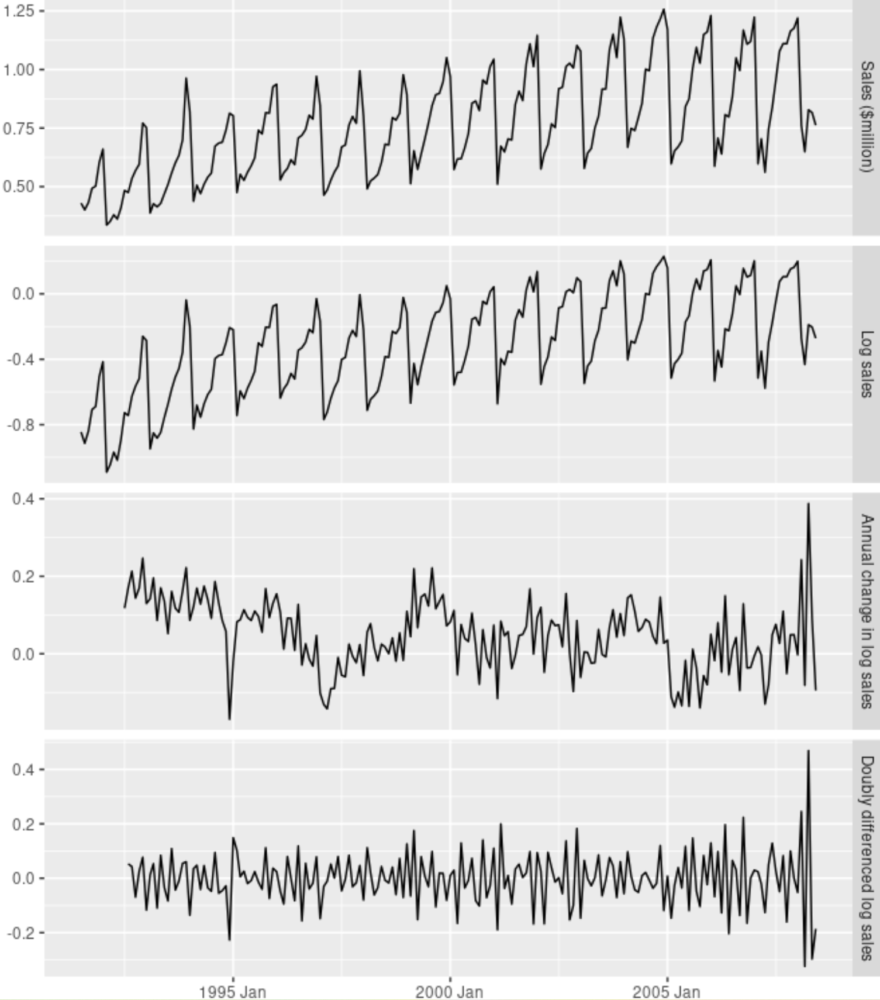 1.25
1.00
0.75
0.50
Sales ($million)
0.0
-0.4
-0.8
Log sales
0.4
0.2
0.0
Annual change in log sales
0.4
0.2
0.0
-0.2
Doubly differenced log sales
1995 Jan
2000 Jan
2005 Jan